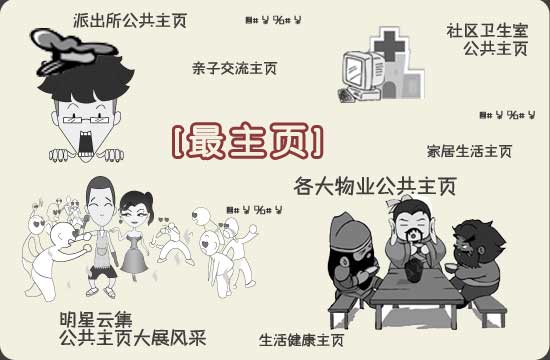 派出所公共主页
社区卫生室
公共主页
亲子交流主页
[最主页]
家居生活主页
各大物业公共主页
明星云集
公共主页大展风采
生活健康主页